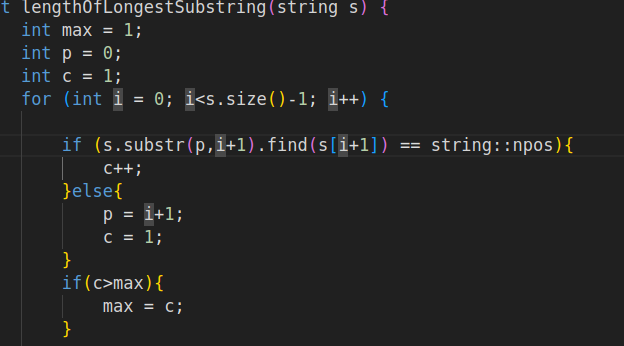 t lengthOfLongestSubstring(string s) {
int max = 1;
int p = 0;
int c = 1;
for (int i = 0; i<s.size()-1; i++) {
if (s.substr(p,i+1).find(s[i+1]) == string::npos){
c++;
}else{
p = i+1;
c = 1;
}
if(c>max){
max = c;
}